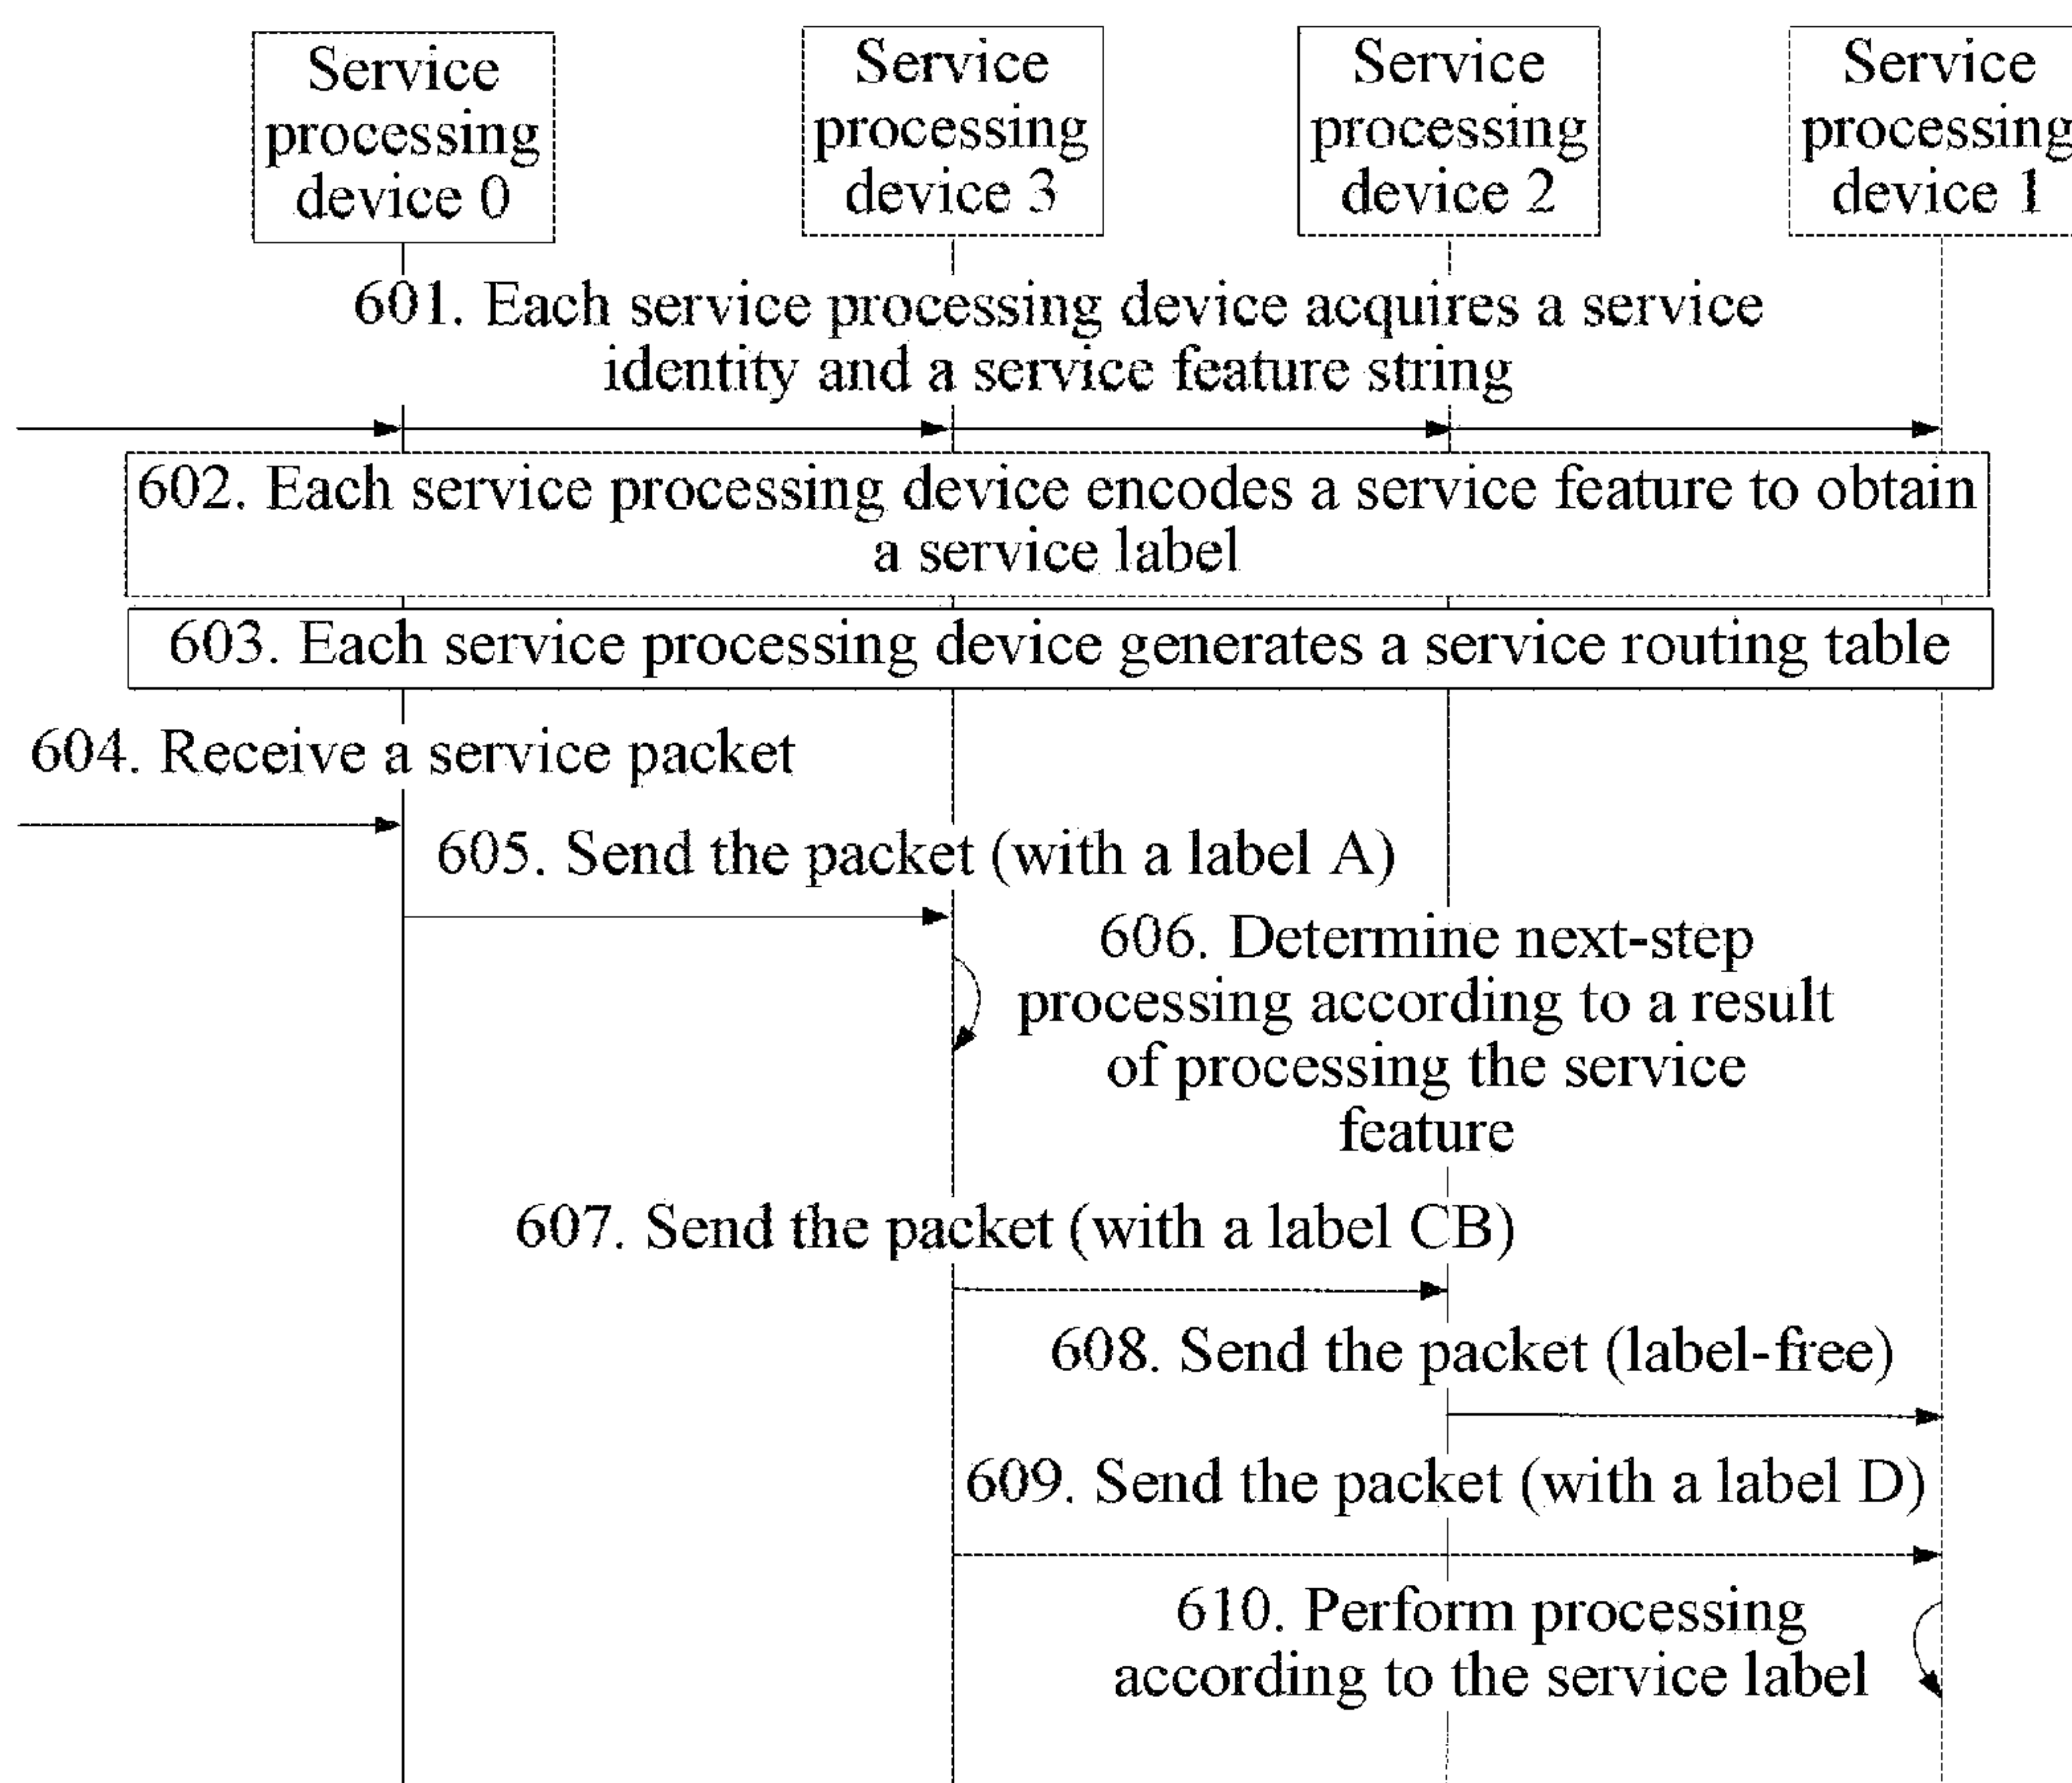 Service
processing
device 0
Service
processing
device 3
Service
processing
device 2
Service
processing
device 1
601. Each service processing device acquires a service
identity and a service feature string
602. Each service processing device encodes a service feature to obtain
a service label
603. Each service processing device generates a service routing table
604. Receive a service packet
605. Send the packet (with a label A)
606. Determine next-step
processing according to a result
of processing the service
feature
607. Send the packet (with a label CB)
608. Send the packet (label-free)
609. Send the packet (with a label D)
610. Perform processing
according to the service label